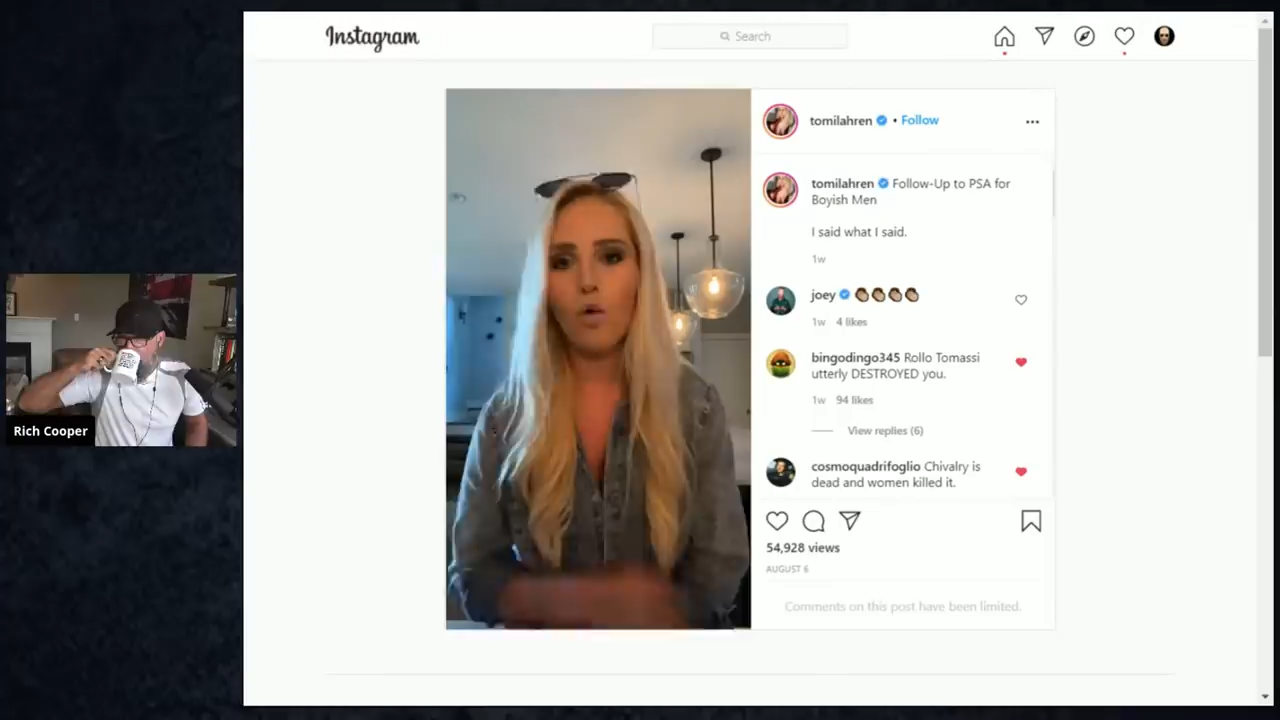 Instagram
Search
tomilahren • Follow
tomilahren Follow-Up to PSA for
Boyish Men
I said what I said.
1w
joey
1w 4 likes
bingodingo345 Rollo Tomassi
utterly DESTROYED you.
1w 94 likes
View replies (6)
cosmoquadrifoglio Chivalry is
dead and women killed it.
54,928 views
AUGUST 6
Comments on this post have been limited.
Rich Cooper